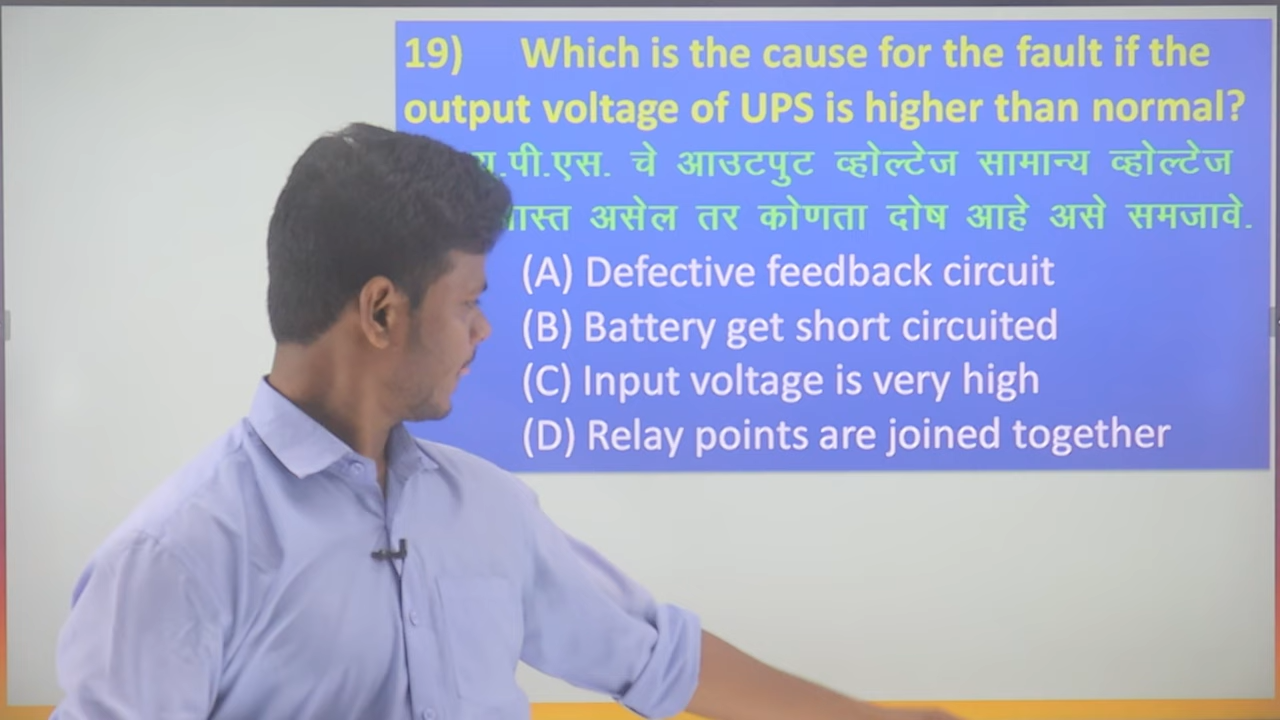 19) Which is the cause for the fault if the
output voltage of UPS is higher than normal?
चे आउटपुट व्होल्टेज सामान्य व्होल्टेज
असेल तर कोणता दोष आहे असे समजावे.
(A) Defective feedback circuit
(B) Battery get short circuited
(C) Input voltage is very high
(D) Relay points are joined together